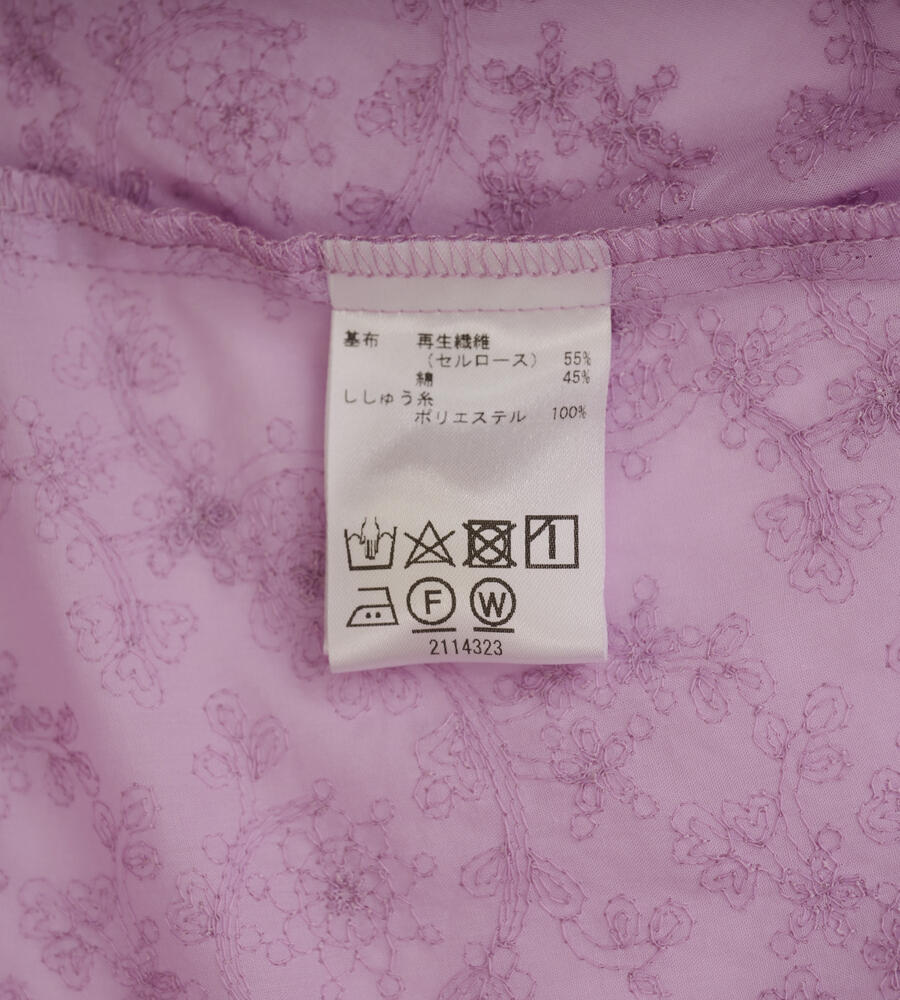 基布 再生繊維
（セルロース） 55%
綿 45%
ししゅう糸
ポリエステル 100%
F W
2114323